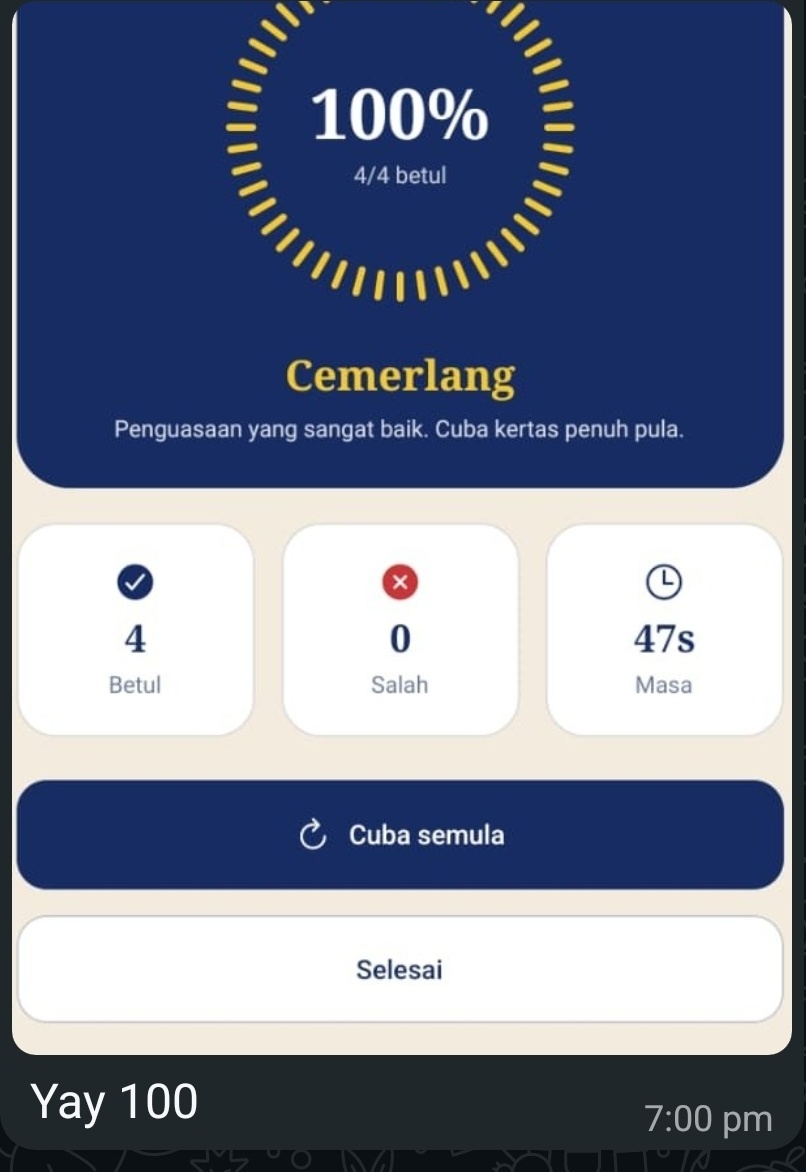 100%
4/4 betul
Cemerlang
Penguasaan yang sangat baik. Cuba kertas penuh pula.
4
Betul
0
Salah
47s
Masa
Cuba semula
Selesai
Yay 100
7:00 pm